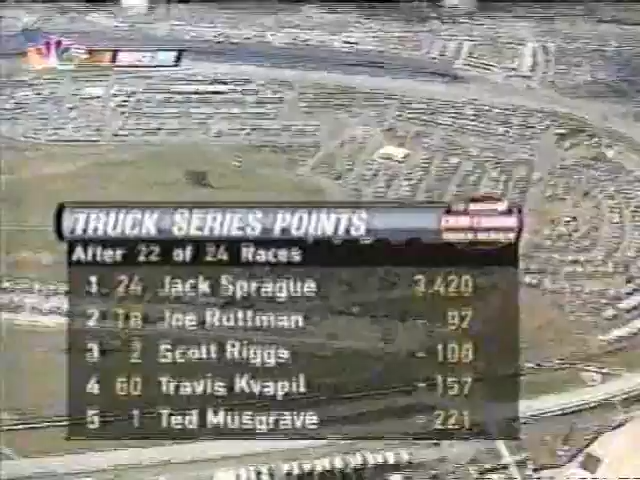 TRUCK SERIES POINTS
After 22 of 24 Races
1 24 Jack Sprague 3,420
2 18 Joe Ruttman - 92
3 2 Scott Riggs - 108
4 60 Travis Kvapil - 157
5 1 Ted Musgrave - 221